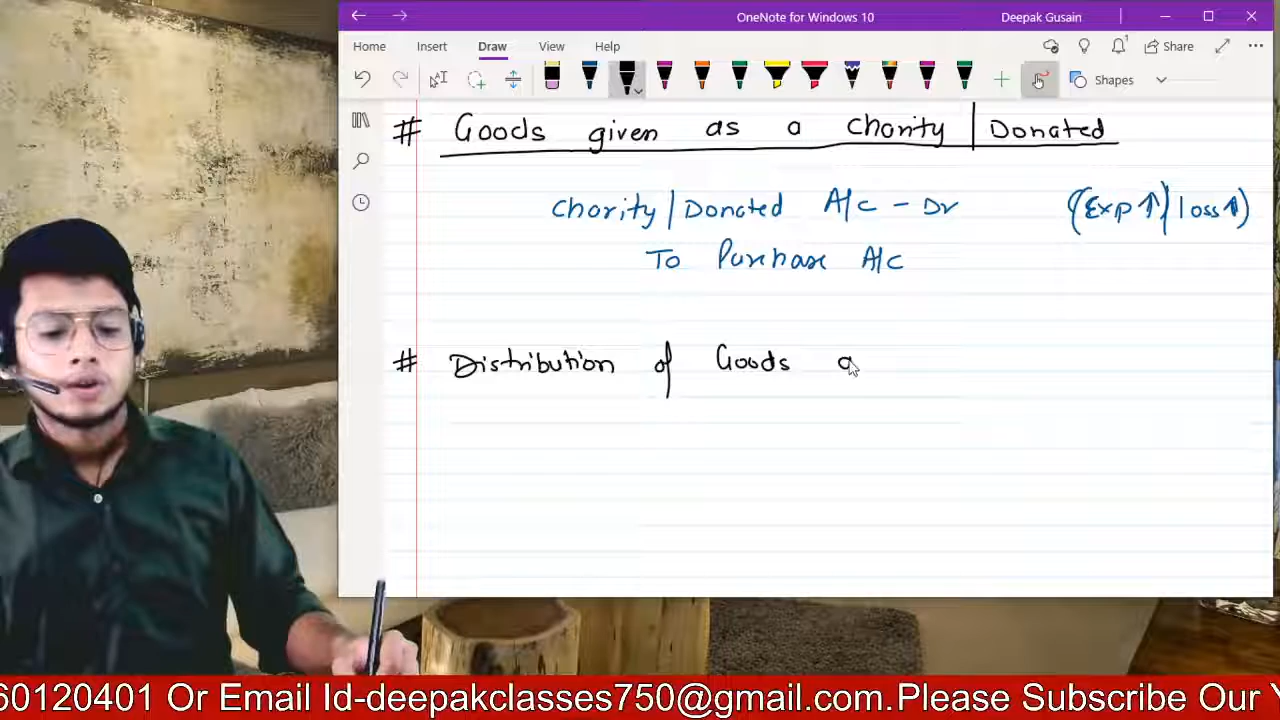 OneNote for Windows 10
Deepak Gusain
Home Insert Draw View Help
Share
Shapes
# Goods given as a Charity | Donated
Charity | Donated A/c - Dr (Exp ↑ | loss ↑)
To Purchase A/c
# Distribution of Goods a
60120401 Or Email Id-deepakclasses750@gmail.com.Please Subscribe Our Y